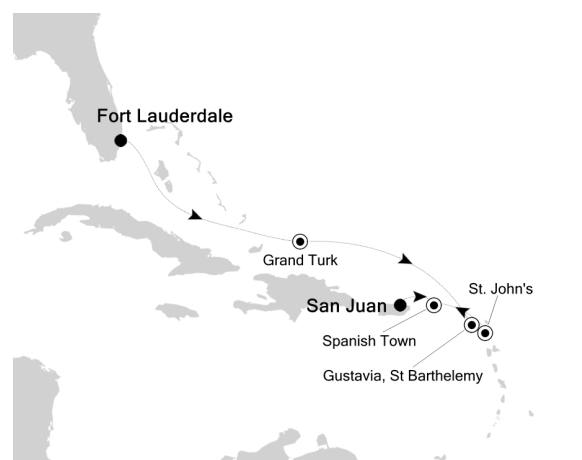 Fort Lauderdale
Grand Turk
St. John's
San Juan
Spanish Town
Gustavia, St Barthelemy